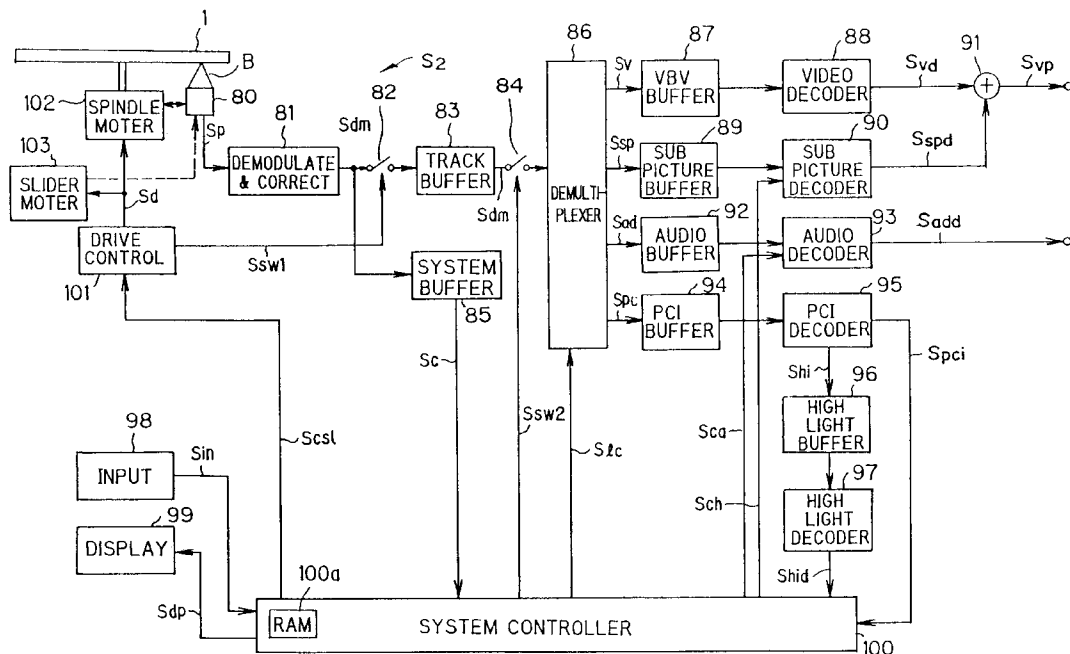 1
B
S2
102
SPINDLE
MOTER
80
Sp
81
DEMODULATE
& CORRECT
82
Sdm
83
TRACK
BUFFER
84
Sdm
86
DEMULTI-
PLEXER
Sv
87
VBV
BUFFER
88
VIDEO
DECODER
Svd
91
+
Svp
Ssp
89
SUB
PICTURE
BUFFER
90
SUB
PICTURE
DECODER
Sspd
103
SLIDER
MOTER
Sd
DRIVE
CONTROL
101
Ssw1
SYSTEM
BUFFER
85
Sad
92
AUDIO
BUFFER
93
AUDIO
DECODER
Sadd
Spc
94
PCI
BUFFER
95
PCI
DECODER
Spci
Shi
96
HIGH
LIGHT
BUFFER
97
HIGH
LIGHT
DECODER
Shid
Sc
Ssw2
Scsl
Slc
Sca
Sch
98
INPUT
Sin
99
DISPLAY
Sdp
100a
RAM
SYSTEM CONTROLLER
100